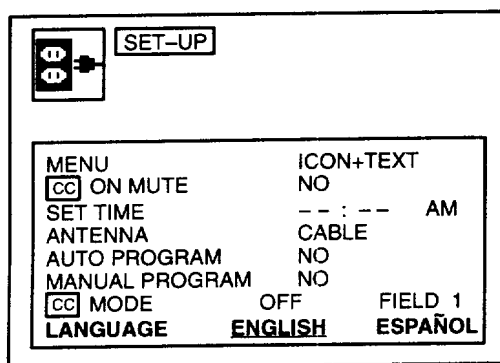 SET–UP
MENU ICON+TEXT
CC ON MUTE NO
SET TIME – – : – – AM
ANTENNA CABLE
AUTO PROGRAM NO
MANUAL PROGRAM NO
CC MODE OFF FIELD 1
LANGUAGE ENGLISH ESPAÑOL